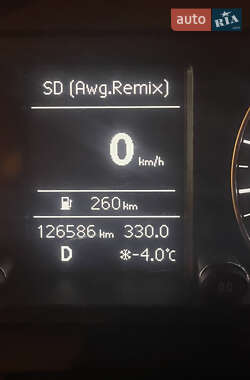 auto RIA
SD (Awg.Remix)
0 km/h
260 km
126586 km 330.0
D -4.0°C